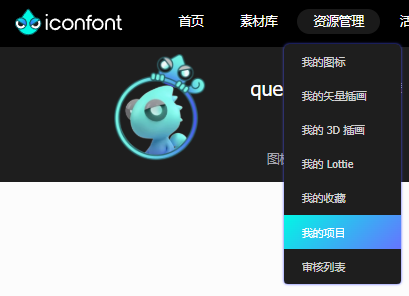 iconfont 首页 素材库 资源管理
我的图标
我的矢量插画
que
我的 3D 插画
我的 Lottie
我的收藏
我的项目
审核列表